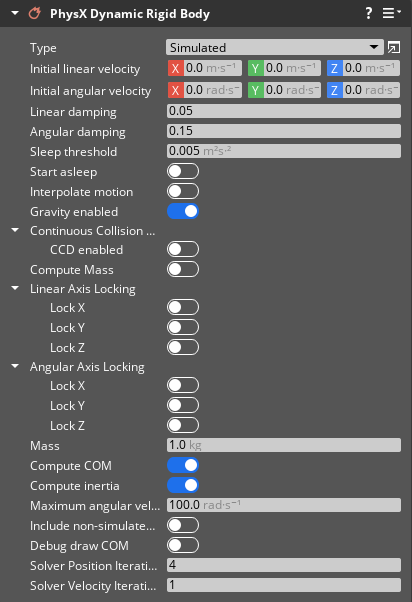 PhysX Dynamic Rigid Body ?
Type Simulated
Initial linear velocity X 0.0 m·s⁻¹ Y 0.0 m·s⁻¹ Z 0.0 m·s⁻¹
Initial angular velocity X 0.0 rad·s⁻ Y 0.0 rad·s⁻ Z 0.0 rad·s⁻
Linear damping 0.05
Angular damping 0.15
Sleep threshold 0.005 m²s·²
Start asleep
Interpolate motion
Gravity enabled
Continuous Collision ...
CCD enabled
Compute Mass
Linear Axis Locking
Lock X
Lock Y
Lock Z
Angular Axis Locking
Lock X
Lock Y
Lock Z
Mass 1.0 kg
Compute COM
Compute inertia
Maximum angular vel... 100.0 rad·s⁻¹
Include non-simulate...
Debug draw COM
Solver Position Iterati... 4
Solver Velocity Iterati... 1